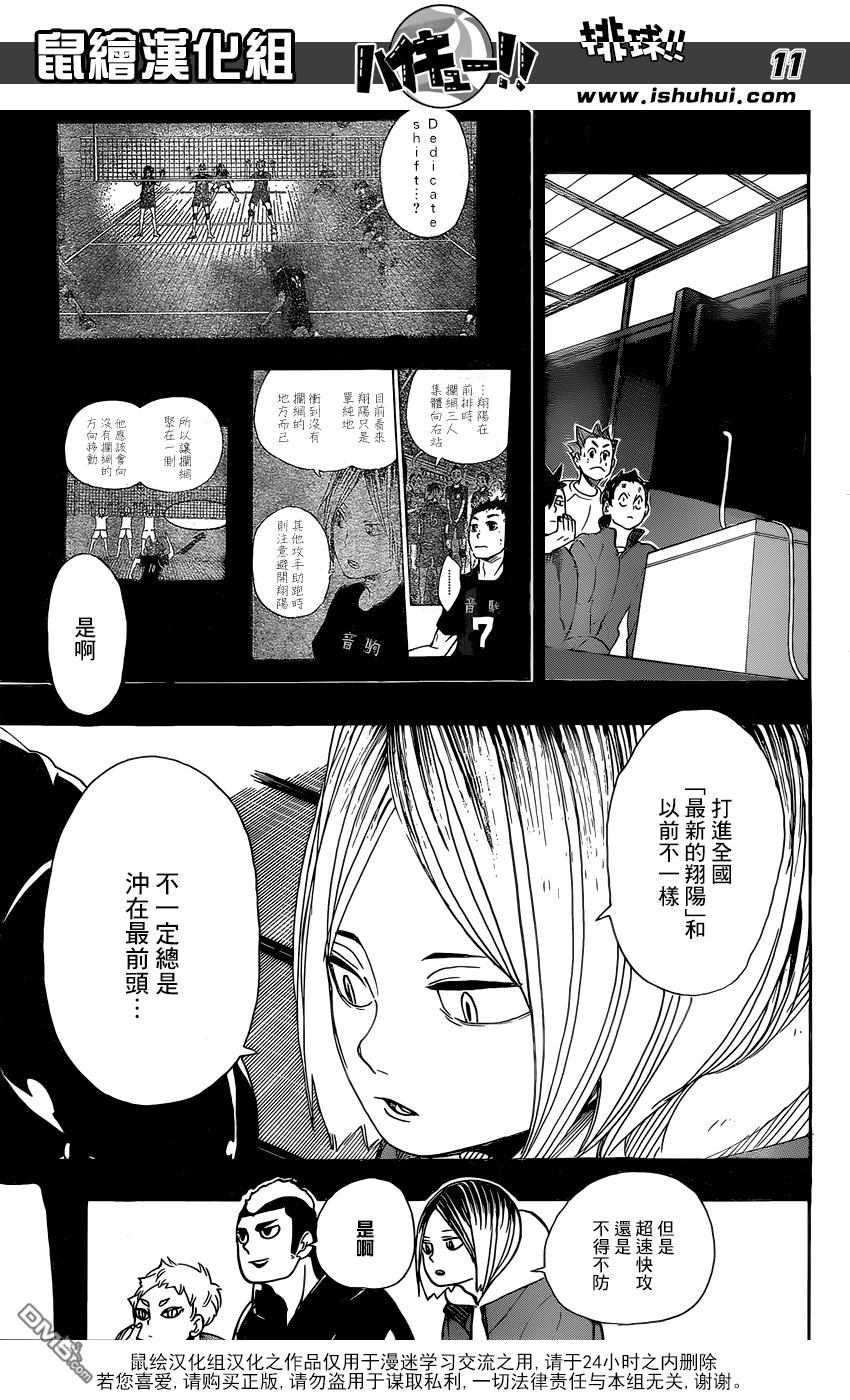 鼠繪漢化組
ハイキュー!!
排球!!
11
www.ishuhui.com
Dedicate
shift…?
…翔陽在
前排時
攔網三人
集體向右站
目前看來
翔陽只是
單純地
衝到沒有
攔網的
地方而己
………
其他攻手助跑時
則注意避開翔陽
音駒
7
音駒
所以讓攔網
聚在一側
他應該會向
沒有攔網的
方向移動
10
是啊
打進全國
「最新的翔陽」和
以前不一樣
不一定總是
沖在最前頭…
但是
超速快攻
還是
不得不防
是啊
DM5.com
鼠绘汉化组汉化之作品仅用于漫迷学习交流之用, 请于24小时之内删除
若您喜爱, 请购买正版, 请勿盗用于谋取私利, 一切法律责任与本组无关, 谢谢。